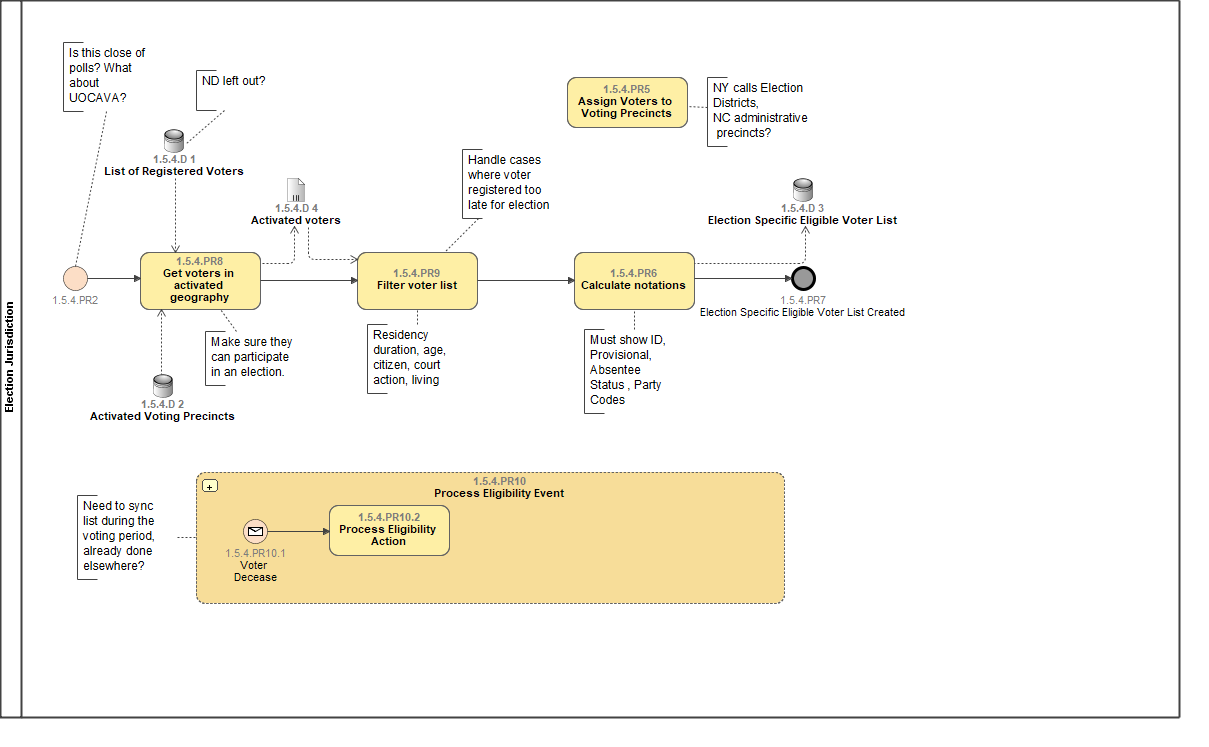 Election Jurisdiction
Is this close of
polls? What
about
UOCAVA?
ND left out?
1.5.4.D 1
List of Registered Voters
1.5.4.PR5
Assign Voters to
Voting Precincts
NY calls Election
Districts,
NC administrative
precincts?
Handle cases
where voter
registered too
late for election
1.5.4.D 4
Activated voters
1.5.4.D 3
Election Specific Eligible Voter List
1.5.4.PR2
1.5.4.PR8
Get voters in
activated
geography
1.5.4.PR9
Filter voter list
1.5.4.PR6
Calculate notations
1.5.4.PR7
Election Specific Eligible Voter List Created
Make sure they
can participate
in an election.
Residency
duration, age,
citizen, court
action, living
Must show ID,
Provisional,
Absentee
Status , Party
Codes
1.5.4.D 2
Activated Voting Precincts
Need to sync
list during the
voting period,
already done
elsewhere?
1.5.4.PR10
Process Eligibility Event
1.5.4.PR10.1
Voter
Decease
1.5.4.PR10.2
Process Eligibility
Action